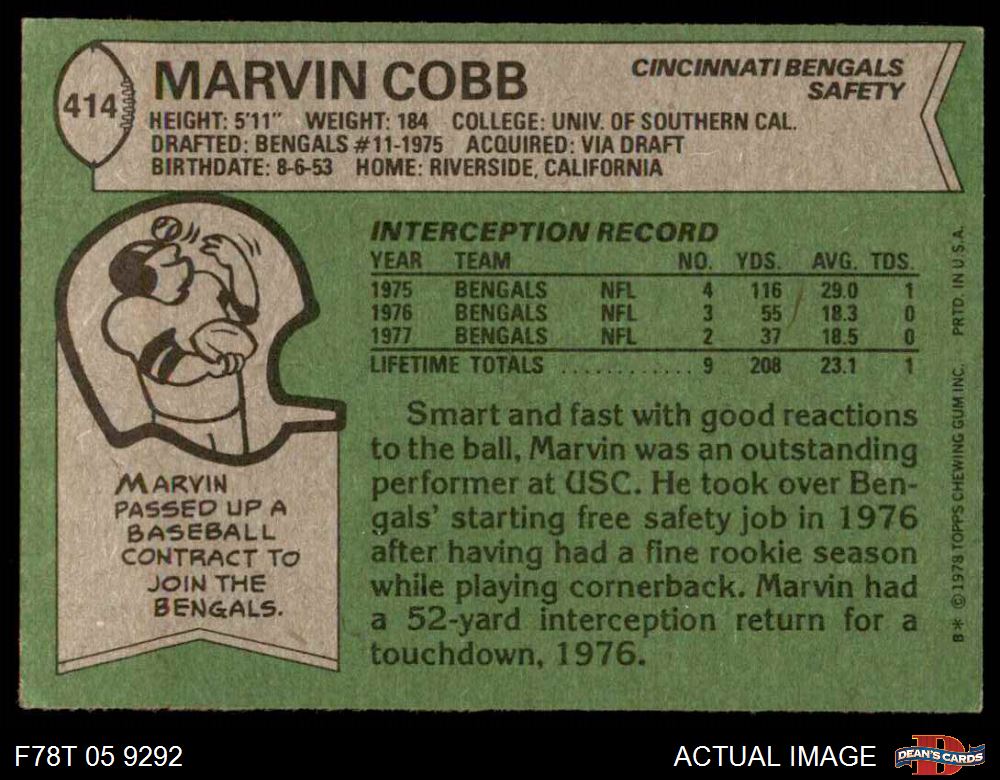 414
MARVIN COBB
CINCINNATI BENGALS
SAFETY
HEIGHT: 5'11" WEIGHT: 184 COLLEGE: UNIV. OF SOUTHERN CAL.
DRAFTED: BENGALS #11-1975 ACQUIRED: VIA DRAFT
BIRTHDATE: 8-6-53 HOME: RIVERSIDE, CALIFORNIA
INTERCEPTION RECORD
YEAR TEAM NO. YDS. AVG. TDS.
1975 BENGALS NFL 4 116 29.0 1
1976 BENGALS NFL 3 55 18.3 0
1977 BENGALS NFL 2 37 18.5 0
LIFETIME TOTALS ............ 9 208 23.1 1
Smart and fast with good reactions
to the ball, Marvin was an outstanding
performer at USC. He took over Ben-
gals' starting free safety job in 1976
after having had a fine rookie season
while playing cornerback. Marvin had
a 52-yard interception return for a
touchdown, 1976.
MARVIN
PASSED UP A
BASEBALL
CONTRACT TO
JOIN THE
BENGALS.
B* © 1978 TOPPS CHEWING GUM INC. PRTD. IN U.S.A.
F78T 05 9292
ACTUAL IMAGE
D
DEAN'S CARDS